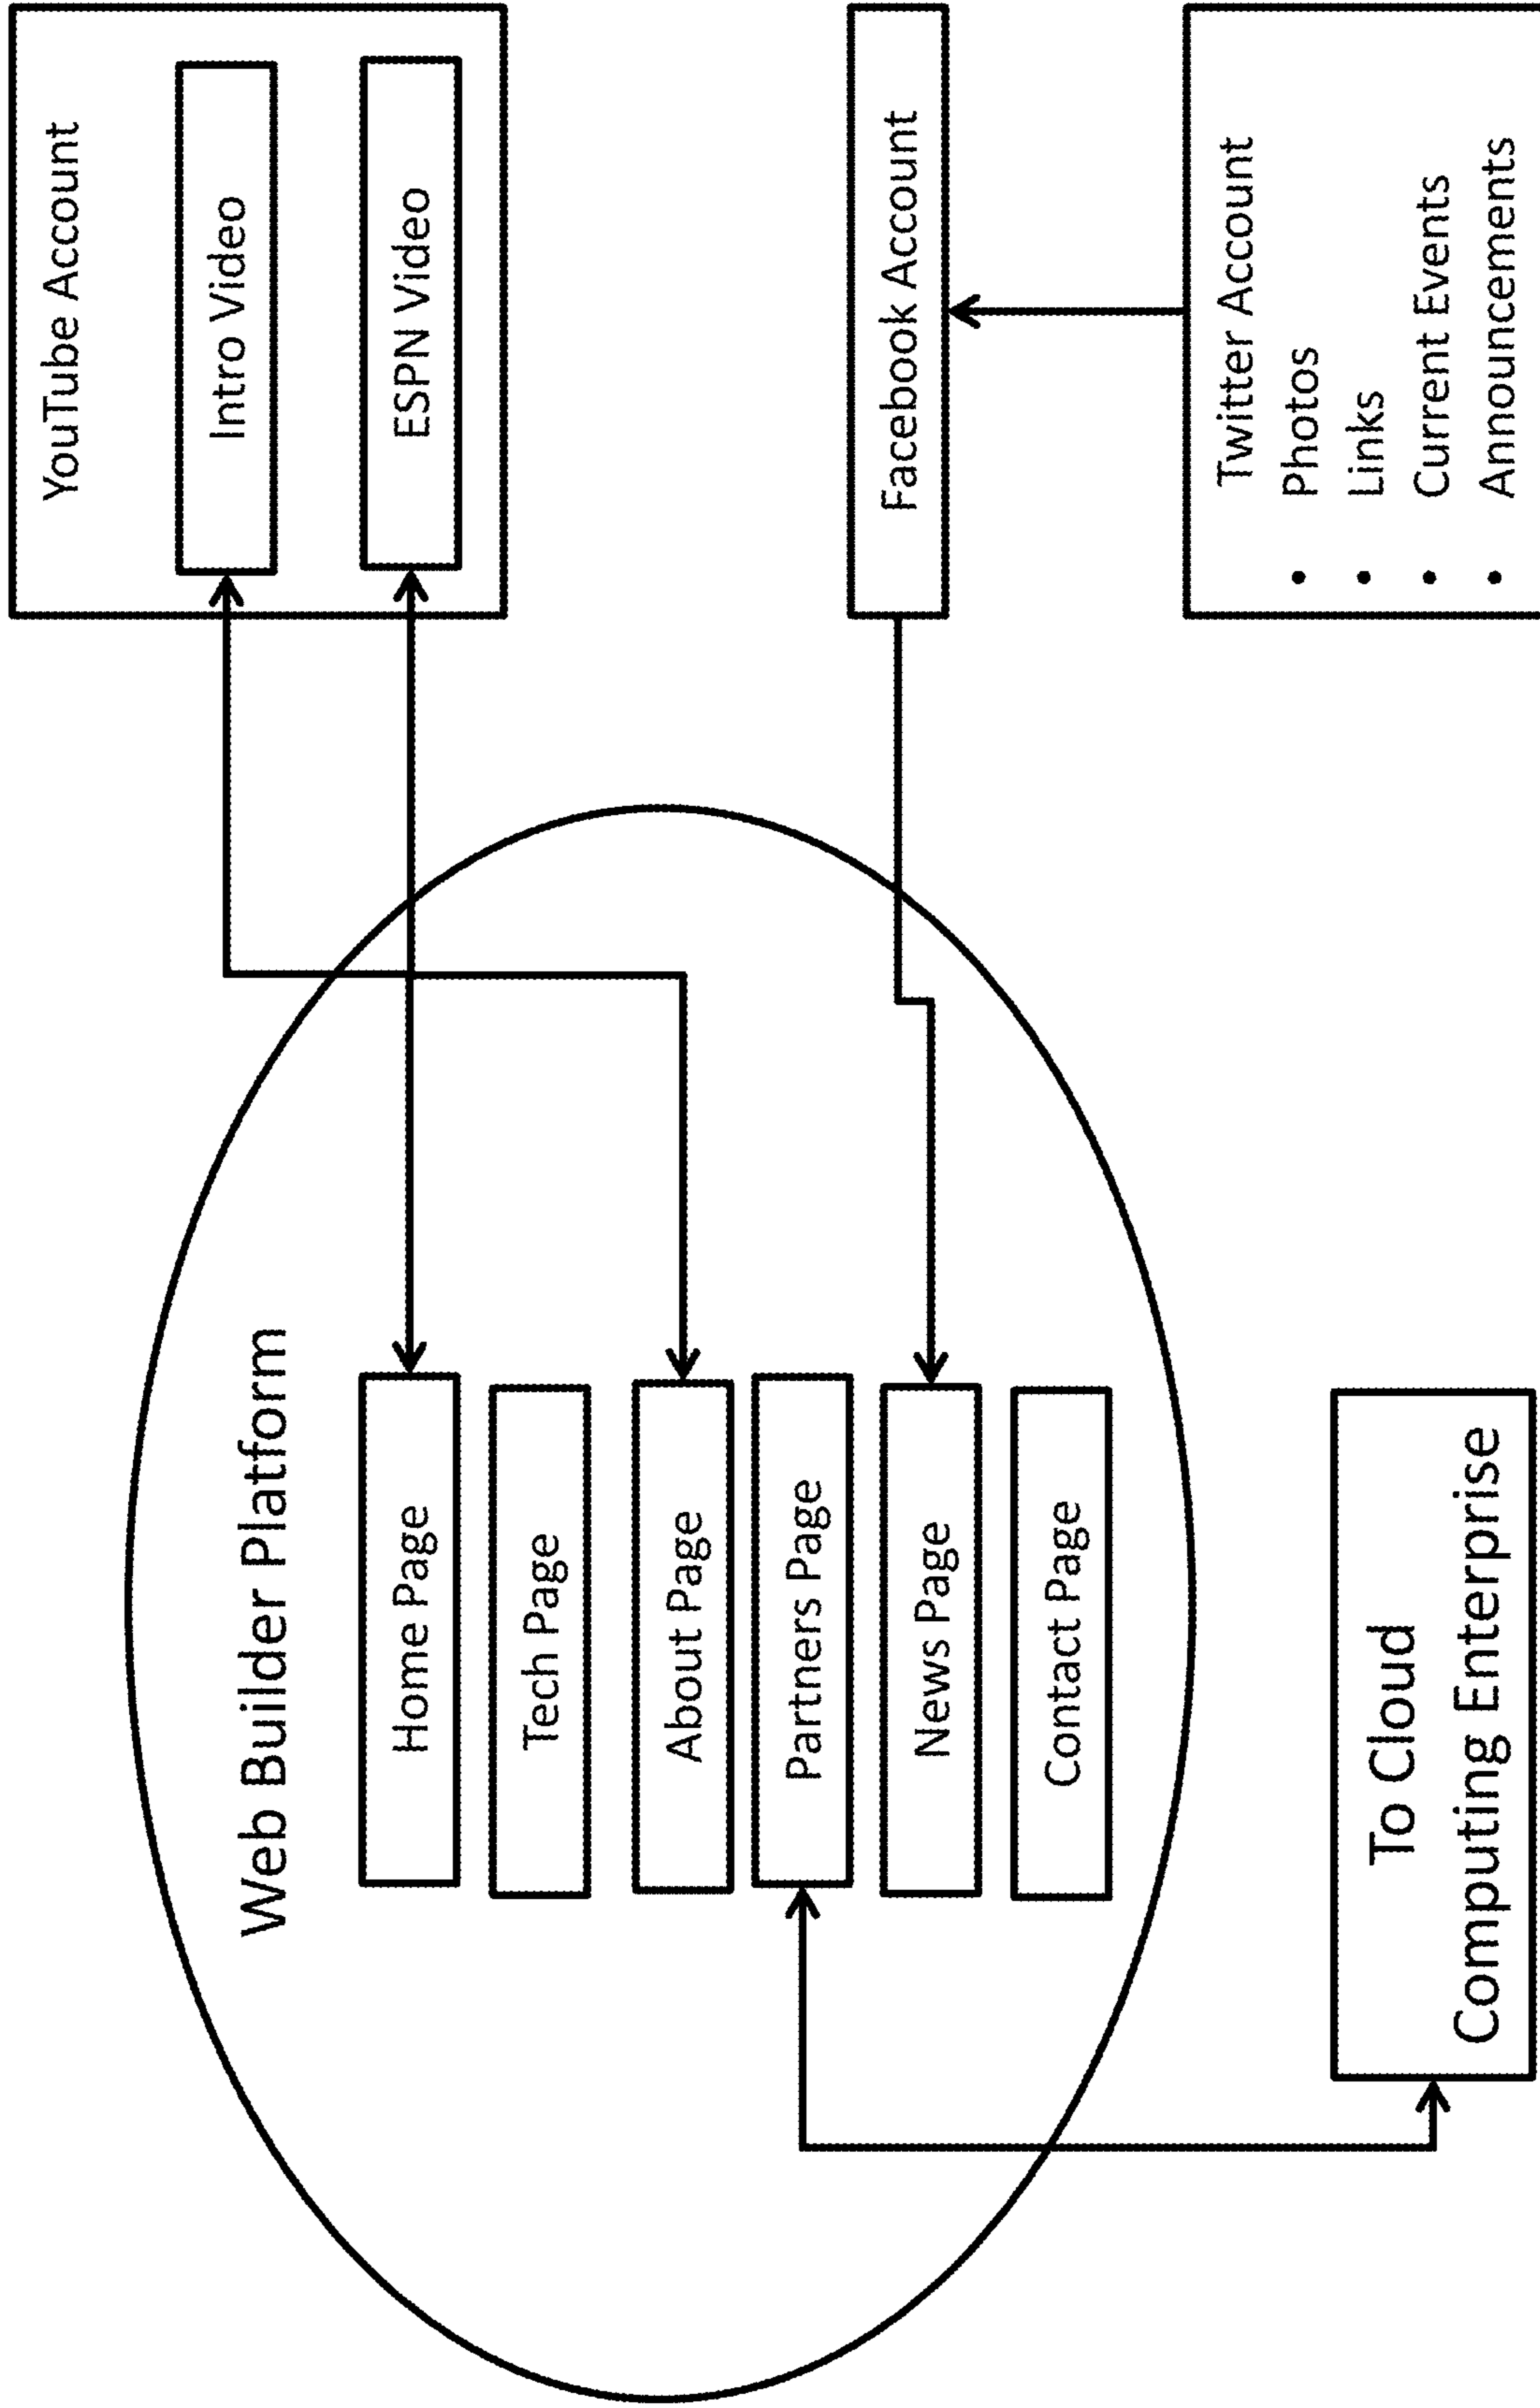 Web Builder Platform
Home Page
Tech Page
About Page
Partners Page
News Page
Contact Page
To Cloud
Computing Enterprise
YouTube Account
Intro Video
ESPN Video
Facebook Account
Twitter Account
• Photos
• Links
• Current Events
• Announcements